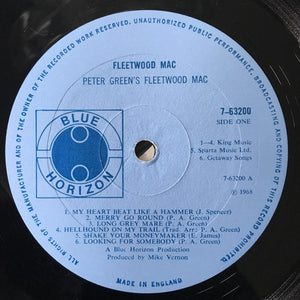 ALL RIGHTS OF THE MANUFACTURER AND OF THE OWNER OF THE RECORDED WORK RESERVED. UNAUTHORIZED PUBLIC PERFORMANCE, BROADCASTING AND COPYING OF THIS RECORD PROHIBITED.
FLEETWOOD MAC
PETER GREEN'S FLEETWOOD MAC
7-63200
SIDE ONE
BLUE
HORIZON
1—4. King Music
5. Sparta Music Ltd.
6. Getaway Songs
7-63200 A
℗ 1968
1. MY HEART BEAT LIKE A HAMMER (J. Spencer)
2. MERRY GO ROUND (P. A. Green)
3. LONG GREY MARE (P. A. Green)
4. HELLHOUND ON MY TRAIL (Trad. Arr: P. A. Green)
5. SHAKE YOUR MONEYMAKER (E. James)
6. LOOKING FOR SOMEBODY (P. A. Green)
A Blue Horizon Production
Produced by Mike Vernon
MADE IN ENGLAND